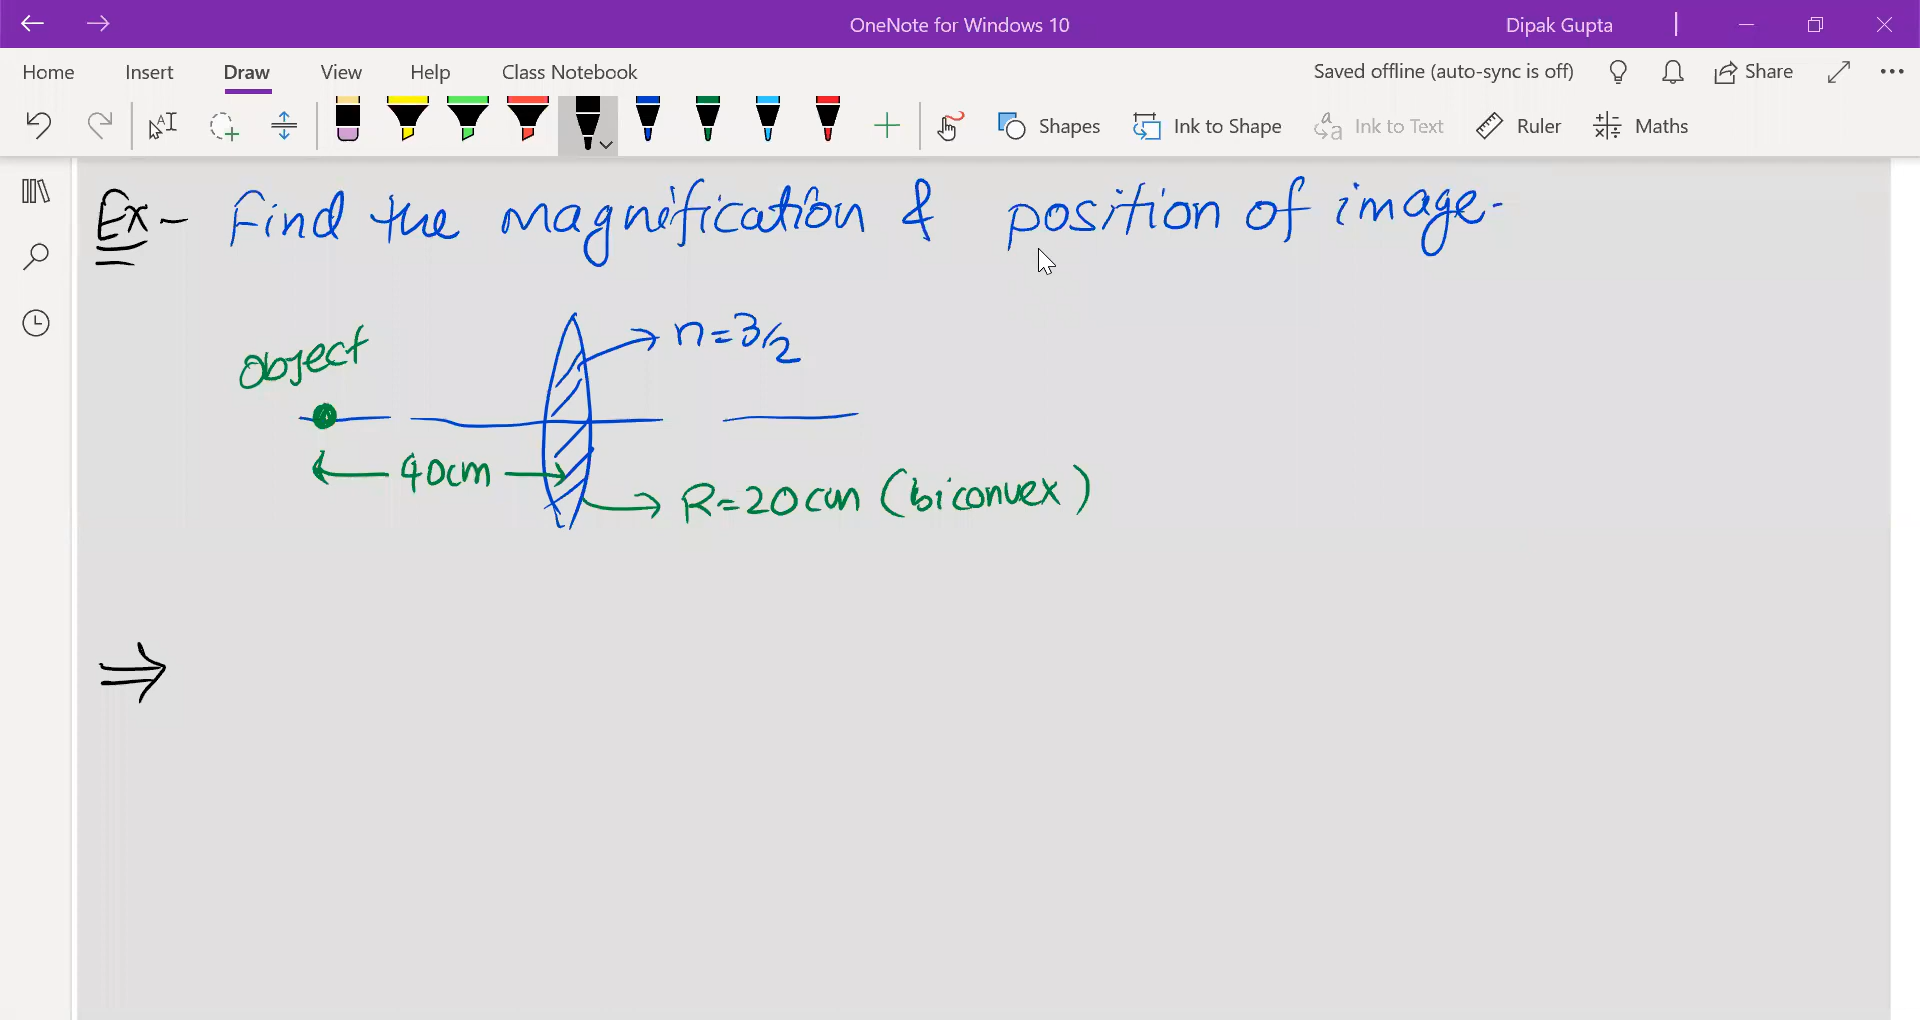 OneNote for Windows 10
Dipak Gupta
Home Insert Draw View Help Class Notebook
Saved offline (auto-sync is off) Share
Shapes Ink to Shape Ink to Text Ruler Maths
Ex- Find the magnification & position of image.
object
n=3/2
40cm
R=20cm (biconvex)
⇒